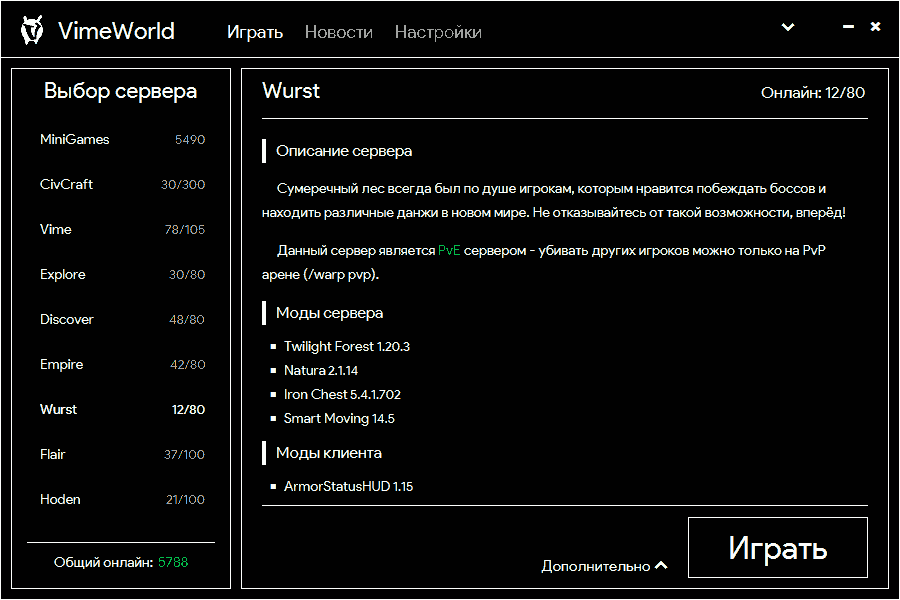 VimeWorld
Играть Новости Настройки
Выбор сервера
MiniGames 5490
CivCraft 30/300
Vime 78/105
Explore 30/80
Discover 48/80
Empire 42/80
Wurst 12/80
Flair 37/100
Hoden 21/100
Общий онлайн: 5788
Wurst Онлайн: 12/80
Описание сервера
Сумеречный лес всегда был по душе игрокам, которым нравится побеждать боссов и
находить различные данжи в новом мире. Не отказывайтесь от такой возможности, вперёд!
Данный сервер является PvE сервером - убивать других игроков можно только на PvP
арене (/warp pvp).
Моды сервера
Twilight Forest 1.20.3
Natura 2.1.14
Iron Chest 5.4.1.702
Smart Moving 14.5
Моды клиента
ArmorStatusHUD 1.15
Дополнительно
Играть